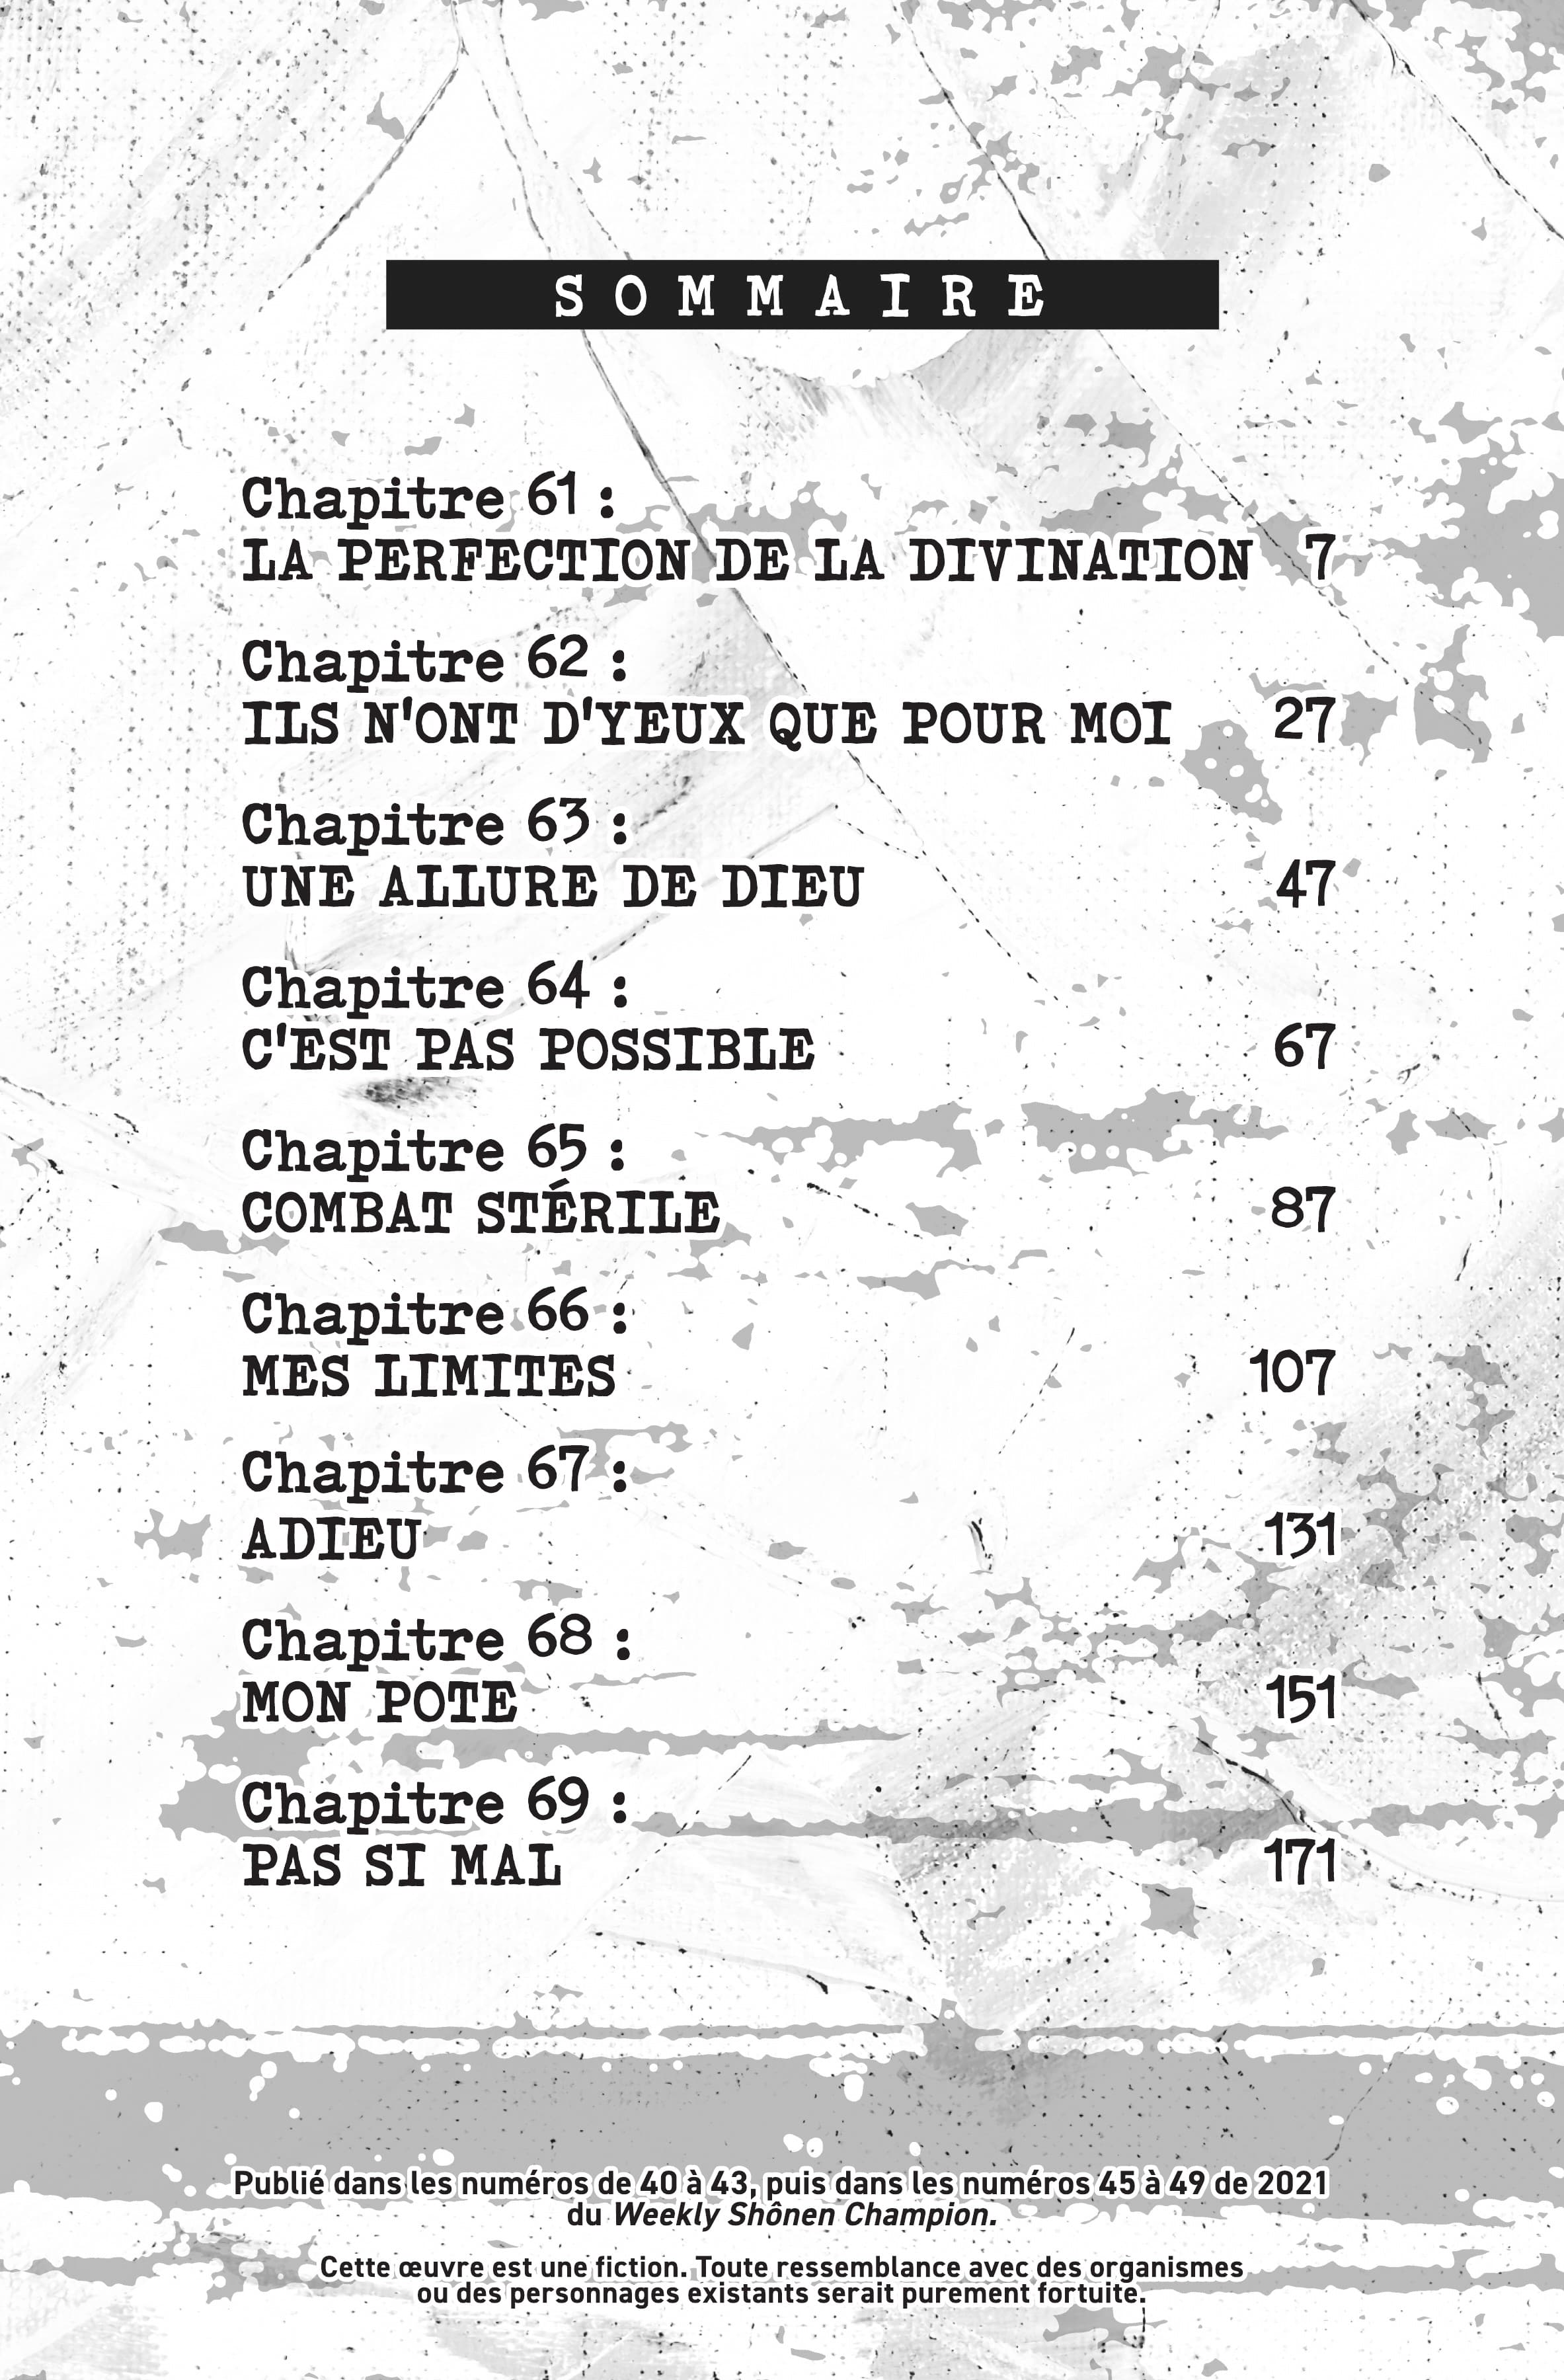 SOMMAIRE
Chapitre 61 :
LA PERFECTION DE LA DIVINATION 7
Chapitre 62 :
ILS N'ONT D'YEUX QUE POUR MOI 27
Chapitre 63 :
UNE ALLURE DE DIEU 47
Chapitre 64 :
C'EST PAS POSSIBLE 67
Chapitre 65 :
COMBAT STÉRILE 87
Chapitre 66 :
MES LIMITES 107
Chapitre 67 :
ADIEU 131
Chapitre 68 :
MON POTE 151
Chapitre 69 :
PAS SI MAL 171
Publié dans les numéros de 40 à 43, puis dans les numéros 45 à 49 de 2021
du Weekly Shônen Champion.
Cette œuvre est une fiction. Toute ressemblance avec des organismes
ou des personnages existants serait purement fortuite.